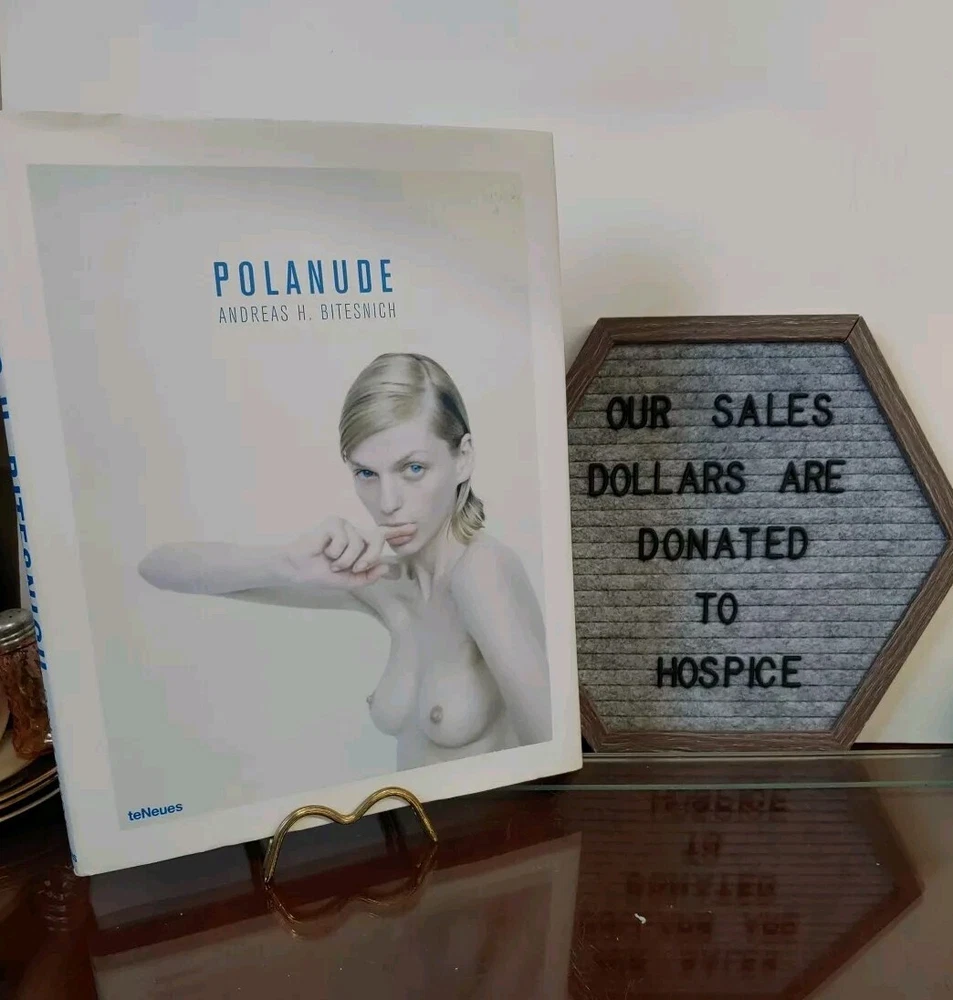 POLANUDE
ANDREAS H. BITESNICH
teNeues
OUR SALES
DOLLARS ARE
DONATED
TO
HOSPICE